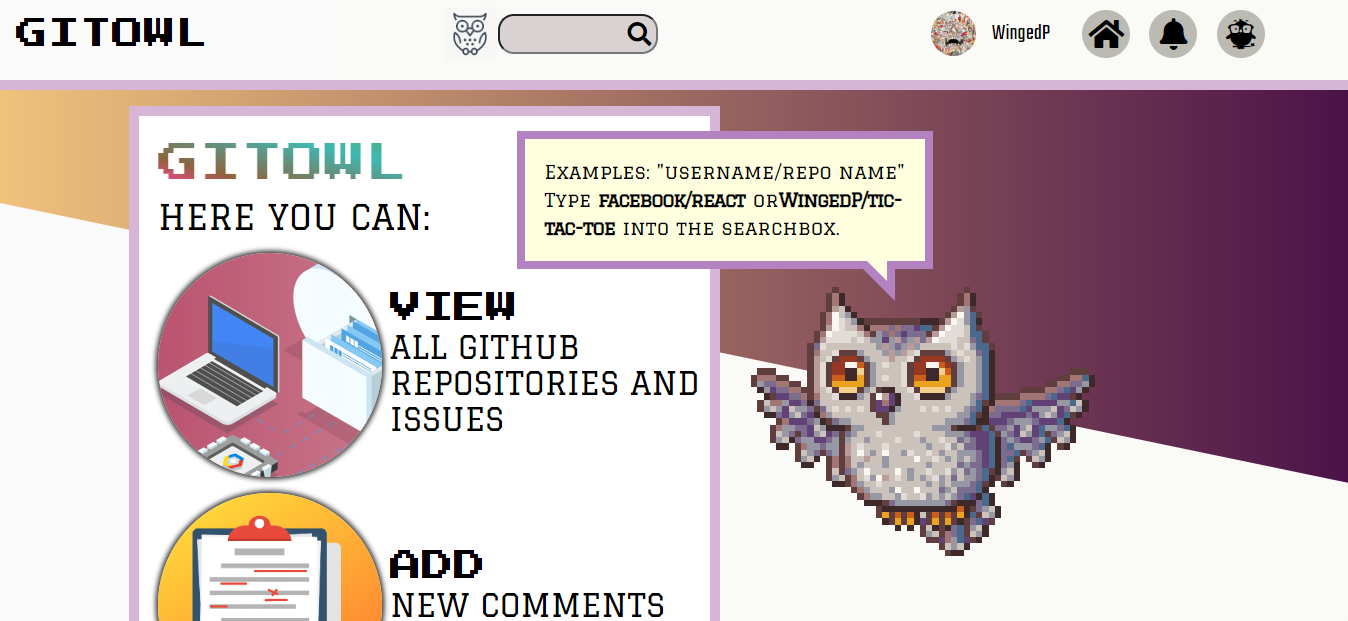 GITOWL
WingedP
GITOWL
HERE YOU CAN:
EXAMPLES: "USERNAME/REPO NAME"
TYPE FACEBOOK/REACT ORWINGEDP/TIC-
TAC-TOE INTO THE SEARCHBOX.
VIEW
ALL GITHUB
REPOSITORIES AND
ISSUES
ADD
NEW COMMENTS